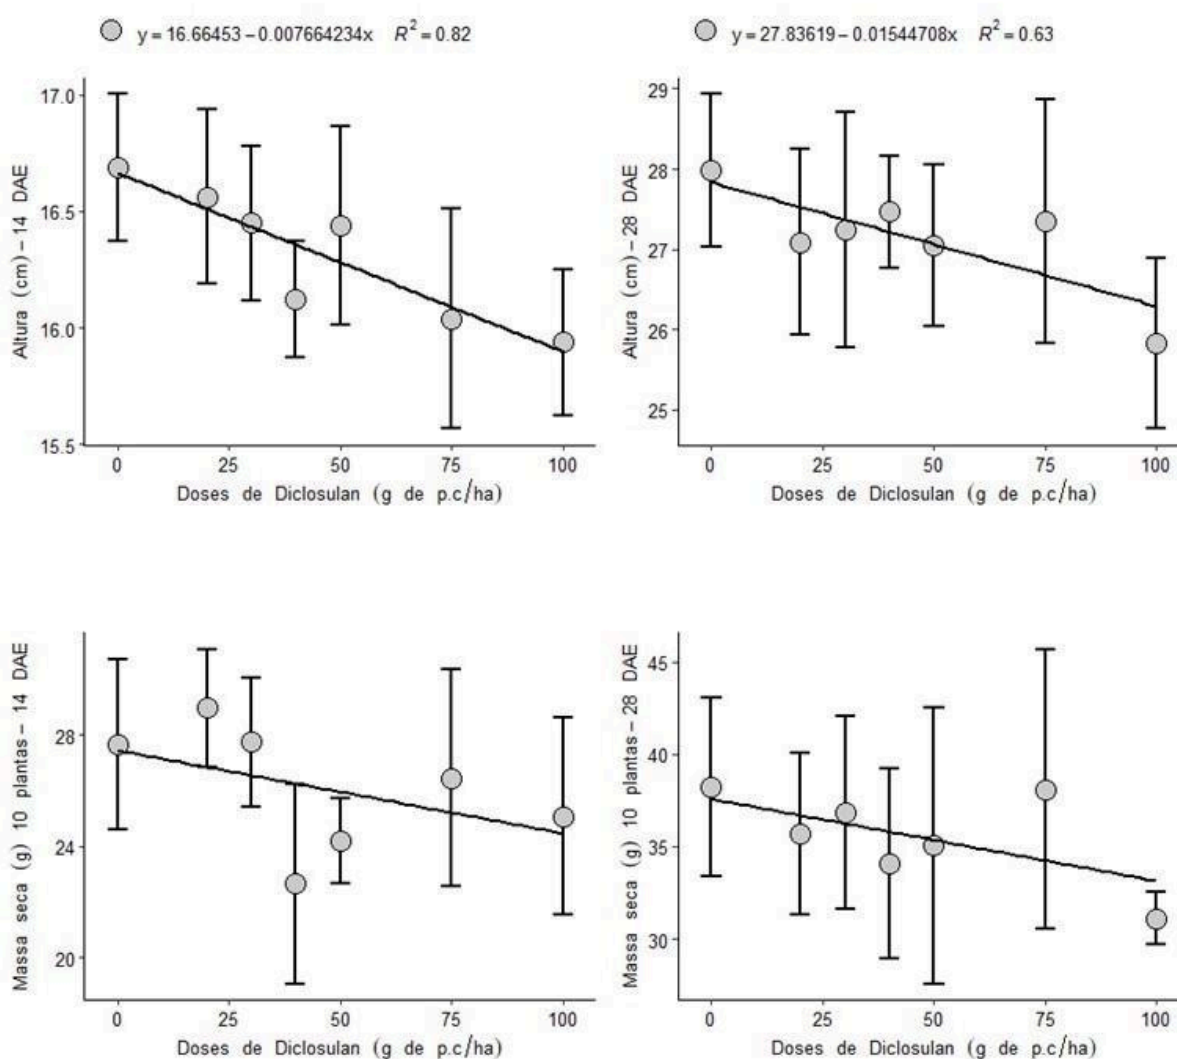 y = 16.66453 − 0.007664234x R² = 0.82
17.0
16.5
16.0
15.5
Altura (cm) − 14 DAE
0 25 50 75 100
Doses de Diclosulan (g de p.c/ha)
y = 27.83619 − 0.01544708x R² = 0.63
29
28
27
26
25
Altura (cm) − 28 DAE
0 25 50 75 100
Doses de Diclosulan (g de p.c/ha)
28
24
20
Massa seca (g) 10 plantas − 14 DAE
0 25 50 75 100
Doses de Diclosulan (g de p.c/ha)
45
40
35
30
Massa seca (g) 10 plantas − 28 DAE
0 25 50 75 100
Doses de Diclosulan (g de p.c/ha)